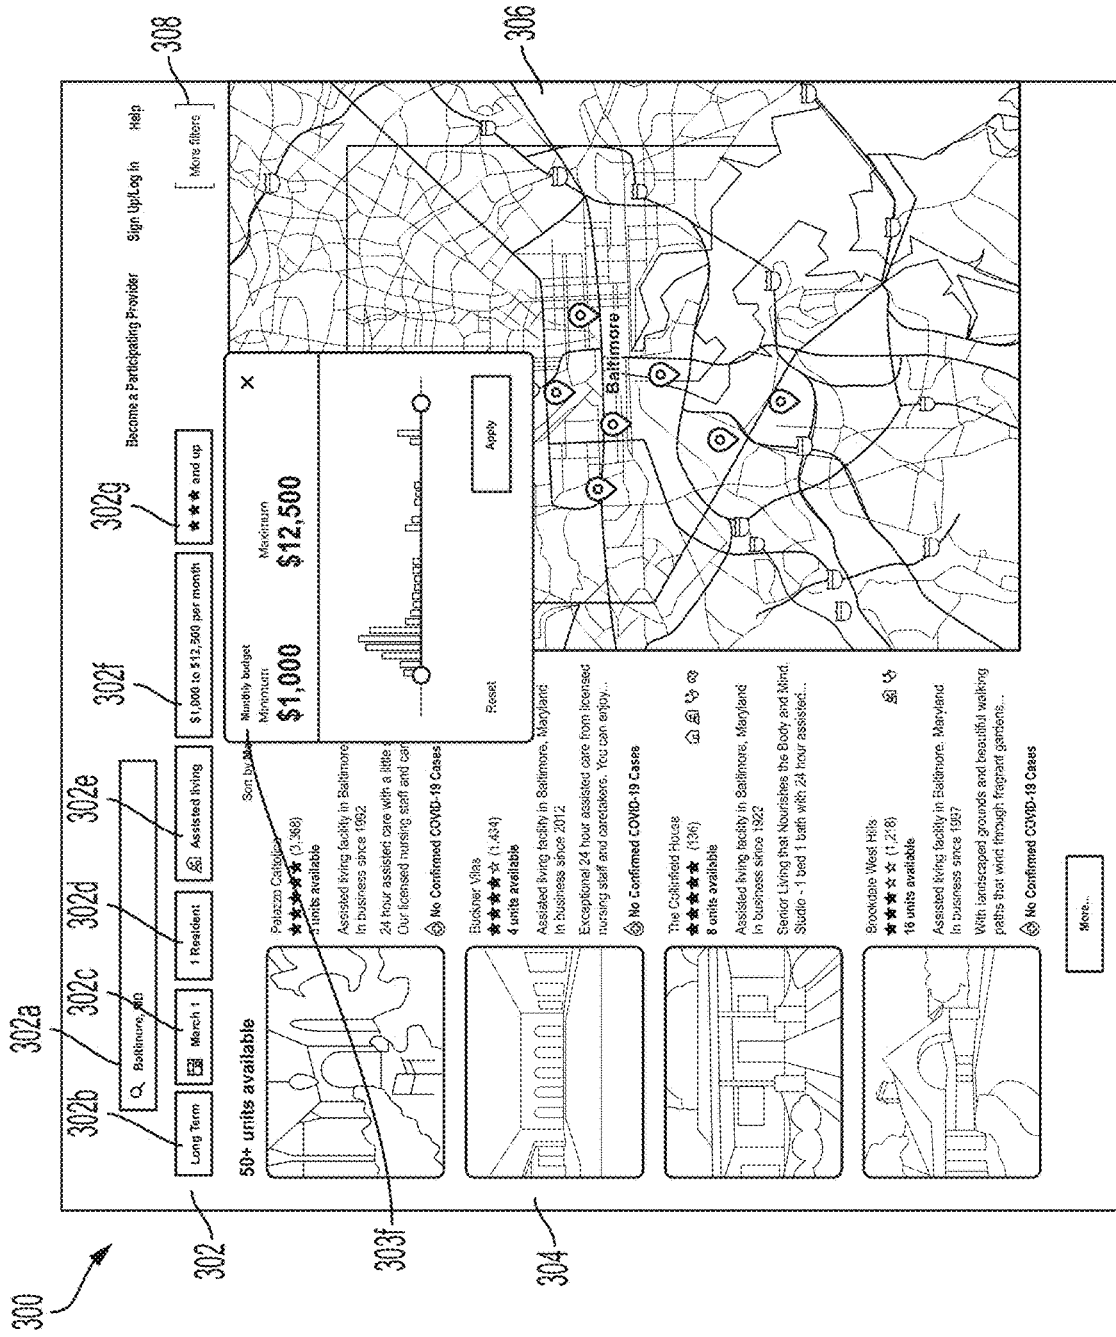 300
302
302a
302b
302c
302d
302e
302f
302g
308
Become a Participating Provider
Sign Up/Log In
Help
Baltimore, MD
Long Term
March 1
1 Resident
Assisted living
$1,000 to $12,500 per month
★★★ and up
More filters
50+ units available
Sort by
303f
Monthly budget
Minimum
$1,000
Maximum
$12,500
Reset
Apply
304
306
Palazzo Cattolica
★★★★★ (3,368)
units available
Assisted living facility in Baltimore
In business since 1992
24 hour assisted care with a little
Our licensed nursing staff and
No Confirmed COVID-19 Cases
Buckner Villas
★★★★☆ (1,434)
4 units available
Assisted living facility in Baltimore, Maryland
In business since 2012
Exceptional 24 hour assisted care from licensed
nursing staff and caretakers. You can enjoy...
No Confirmed COVID-19 Cases
The Collinfield House
★★★★★ (136)
8 units available
Assisted living facility in Baltimore, Maryland
In business since 1922
Senior Living that Nourishes the Body and Mind.
Studio - 1 bed 1 bath with 24 hour assisted...
Brookdale West Hills
★★★★☆ (1,218)
16 units available
Assisted living facility in Baltimore, Maryland
In business since 1997
With landscaped grounds and beautiful walking
paths that wind through fragrant gardens...
No Confirmed COVID-19 Cases
More...
Baltimore